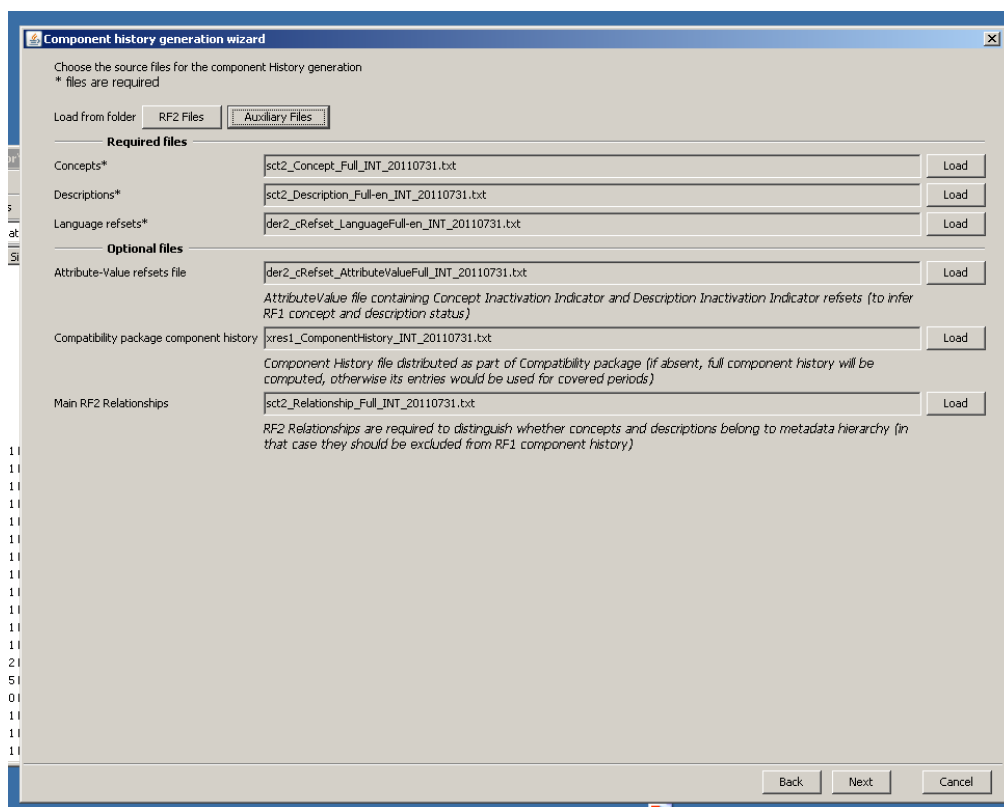 Component history generation wizard
Choose the source files for the component History generation
* files are required
Load from folder RF2 Files Auxiliary Files
Required files
Concepts* sct2_Concept_Full_INT_20110731.txt Load
Descriptions* sct2_Description_Full-en_INT_20110731.txt Load
Language refsets* der2_cRefset_LanguageFull-en_INT_20110731.txt Load
Optional files
Attribute-Value refsets file der2_cRefset_AttributeValueFull_INT_20110731.txt Load
AttributeValue file containing Concept Inactivation Indicator and Description Inactivation Indicator refsets (to infer
RF1 concept and description status)
Compatibility package component history xres1_ComponentHistory_INT_20110731.txt Load
Component History file distributed as part of Compatibility package (if absent, full component history will be
computed, otherwise its entries would be used for covered periods)
Main RF2 Relationships sct2_Relationship_Full_INT_20110731.txt Load
RF2 Relationships are required to distinguish whether concepts and descriptions belong to metadata hierarchy (in
that case they should be excluded from RF1 component history)
Back Next Cancel